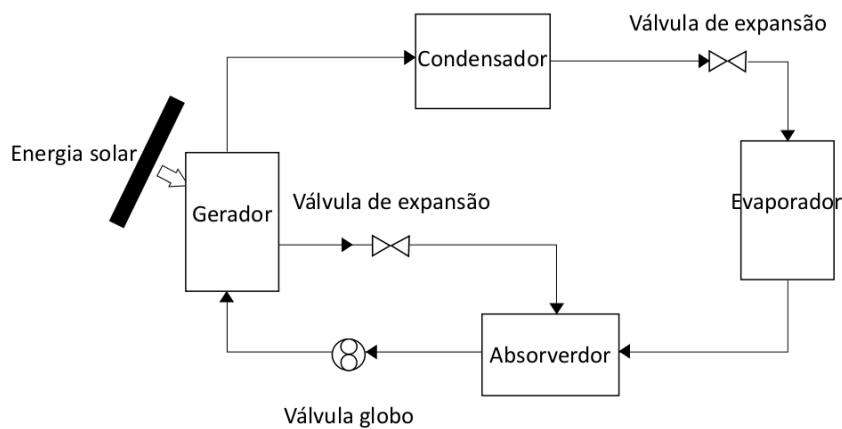 Válvula de expansão
Condensador
Energia solar
Evaporador
Válvula de expansão
Gerador
Absorverdor
Válvula globo